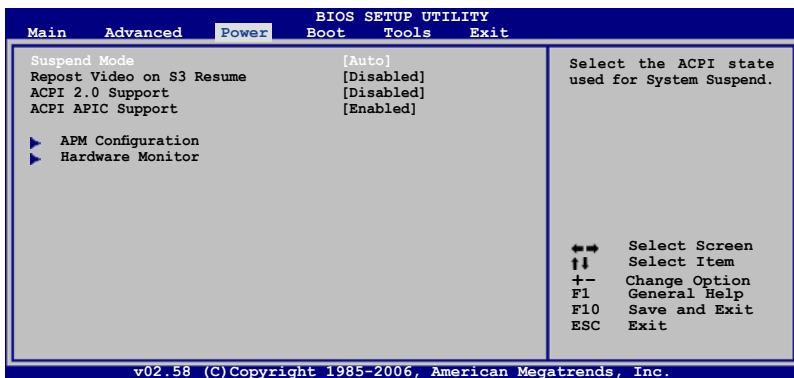 BIOS SETUP UTILITY
Main Advanced Power Boot Tools Exit
Suspend Mode [Auto]
Repost Video on S3 Resume [Disabled]
ACPI 2.0 Support [Disabled]
ACPI APIC Support [Enabled]
APM Configuration
Hardware Monitor
Select the ACPI state
used for System Suspend.
←→ Select Screen
↑↓ Select Item
+- Change Option
F1 General Help
F10 Save and Exit
ESC Exit
v02.58 (C)Copyright 1985-2006, American Megatrends, Inc.